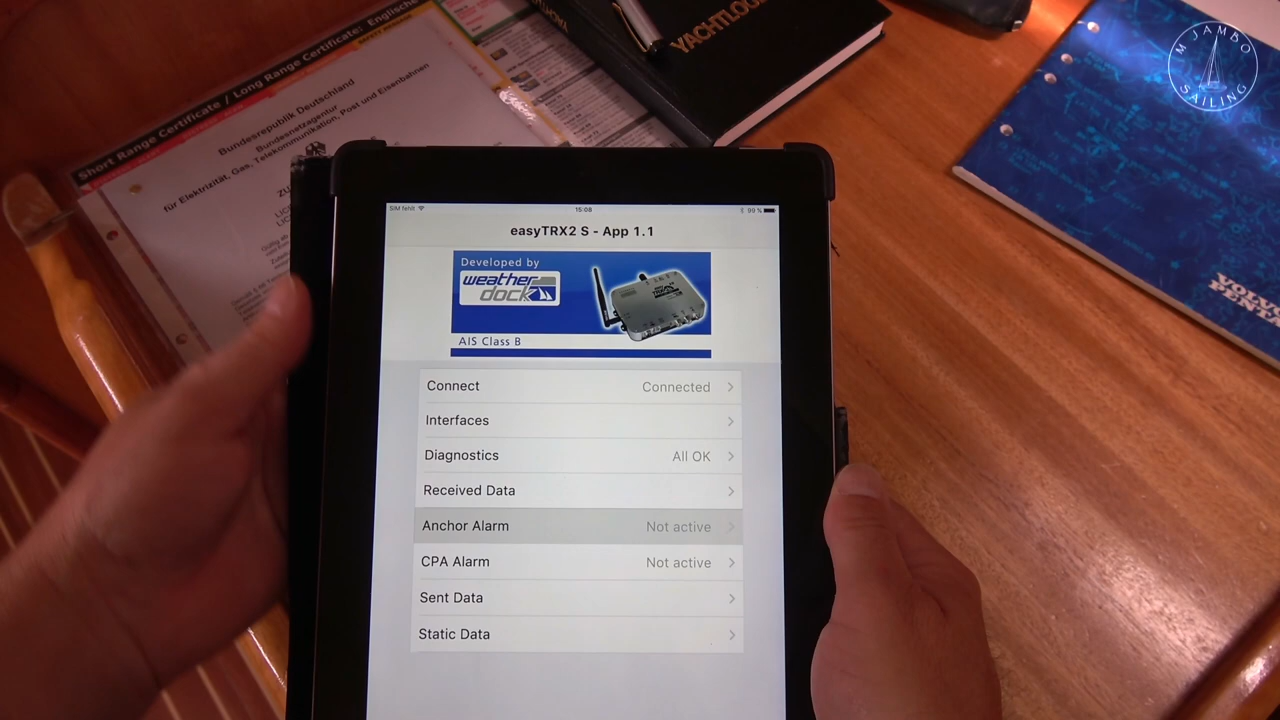 Short Range Certificate / Long Range Certificate: Englische
Bundesrepublik Deutschland
Bundesnetzagentur
für Elektrizität, Gas, Telekommunikation, Post und Eisenbahnen
YACHTLOG
M JAMBO
SAILING
VOLVO
PENTA
SIM fehlt
15:08
99 %
easyTRX2 S - App 1.1
Developed by
weather
dock
AIS Class B
Connect Connected
Interfaces
Diagnostics All OK
Received Data
Anchor Alarm Not active
CPA Alarm Not active
Sent Data
Static Data